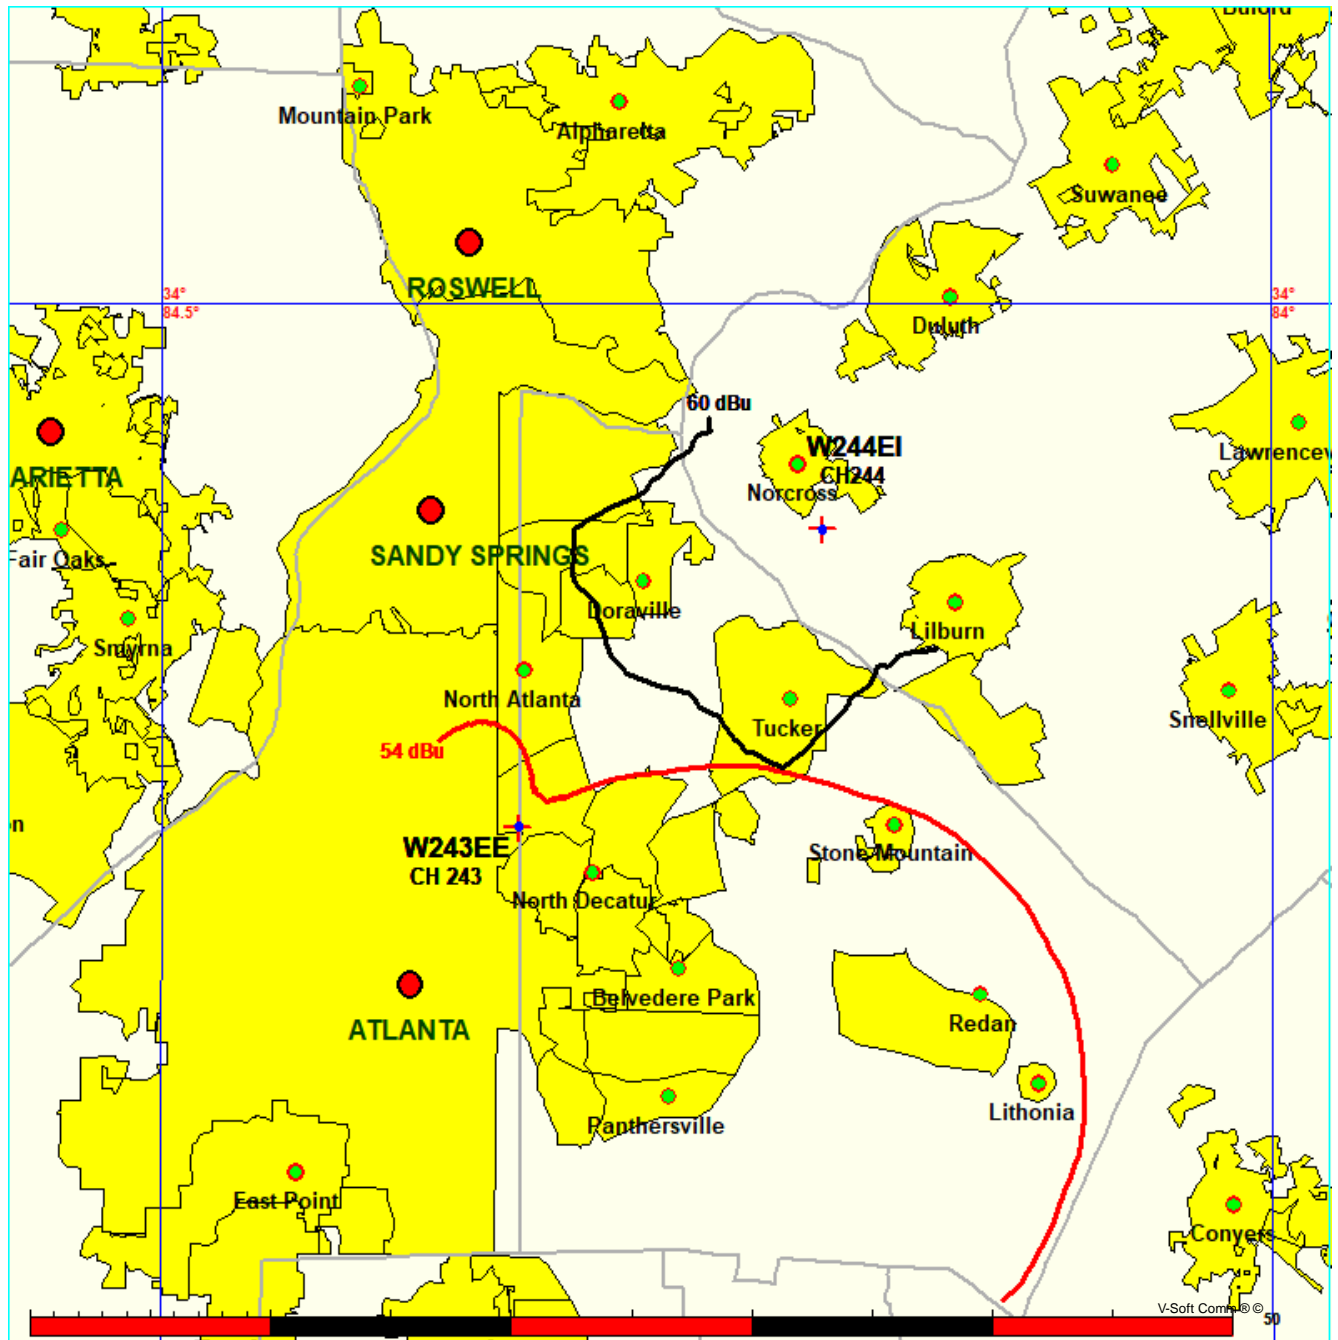 Buford
Mountain Park
Alpharetta
Suwanee
ROSWELL
34°
84.5°
34°
84°
Duluth
60 dBu
W244EI
CH244
Norcross
Lawrencev
ARIETTA
SANDY SPRINGS
Fair Oaks
Doraville
Lilburn
Smyrna
North Atlanta
Tucker
Snellville
54 dBu
n
W243EE
CH 243
Stone Mountain
North Decatur
Belvedere Park
Redan
ATLANTA
Lithonia
Panthersville
East Point
Conyers
V-Soft Comm ® ©
50